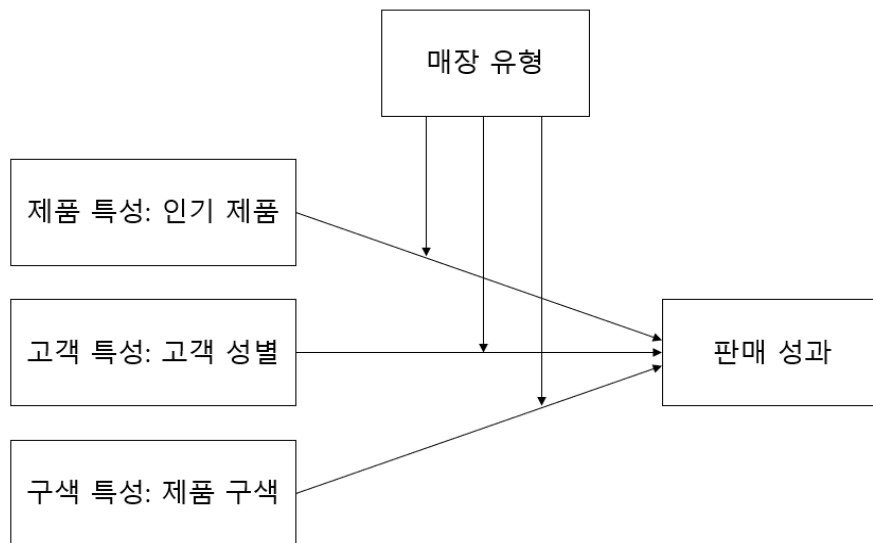 매장 유형
제품 특성: 인기 제품
고객 특성: 고객 성별
판매 성과
구색 특성: 제품 구색